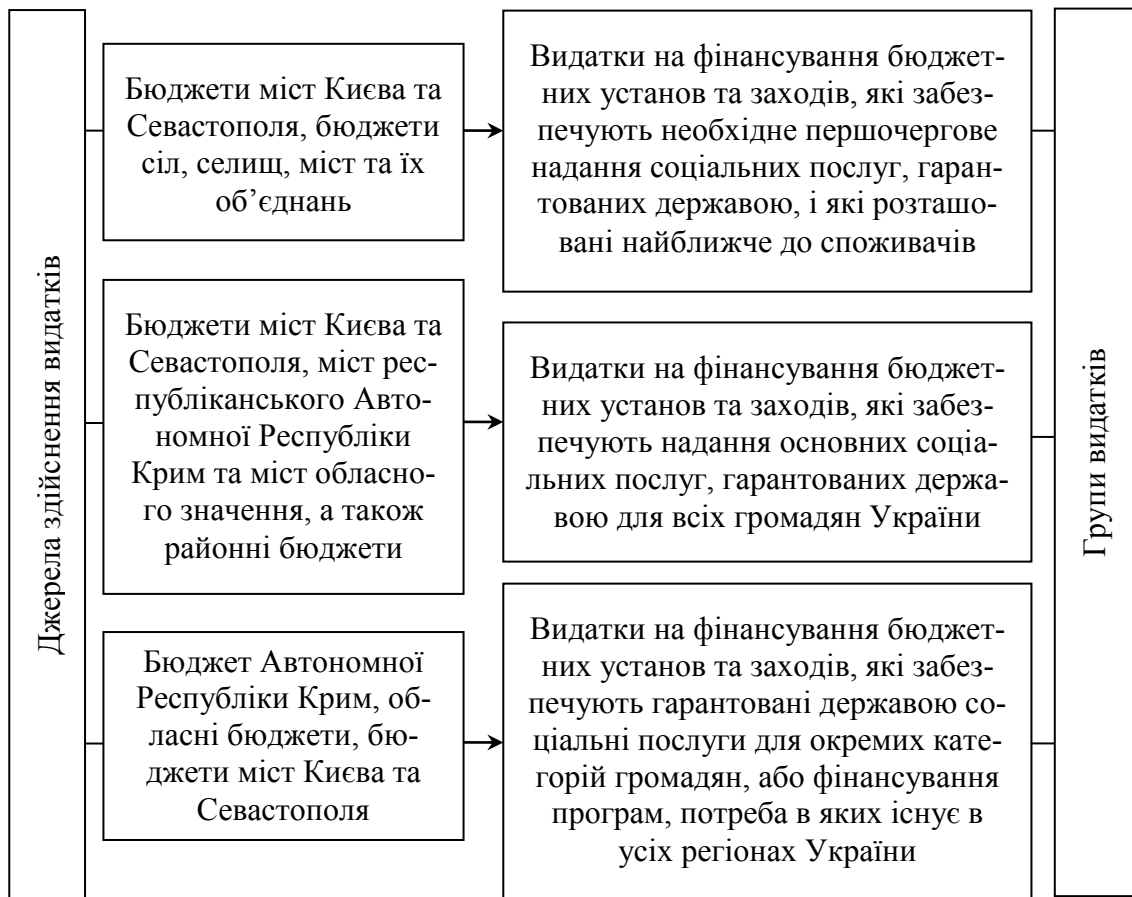 Джерела здійснення видатків
Бюджети міст Києва та
Севастополя, бюджети
сіл, селищ, міст та їх
об’єднань
Видатки на фінансування бюджет-
них установ та заходів, які забез-
печують необхідне першочергове
надання соціальних послуг, гаран-
тованих державою, і які розташо-
вані найближче до споживачів
Бюджети міст Києва та
Севастополя, міст рес-
публіканського Авто-
номної Республіки
Крим та міст обласно-
го значення, а також
районні бюджети
Видатки на фінансування бюджет-
них установ та заходів, які забез-
печують надання основних соціа-
льних послуг, гарантованих держа-
вою для всіх громадян України
Бюджет Автономної
Республіки Крим, об-
ласні бюджети, бю-
джети міст Києва та
Севастополя
Видатки на фінансування бюджет-
них установ та заходів, які забез-
печують гарантовані державою со-
ціальні послуги для окремих кате-
горій громадян, або фінансування
програм, потреба в яких існує в
усіх регіонах України
Групи видатків